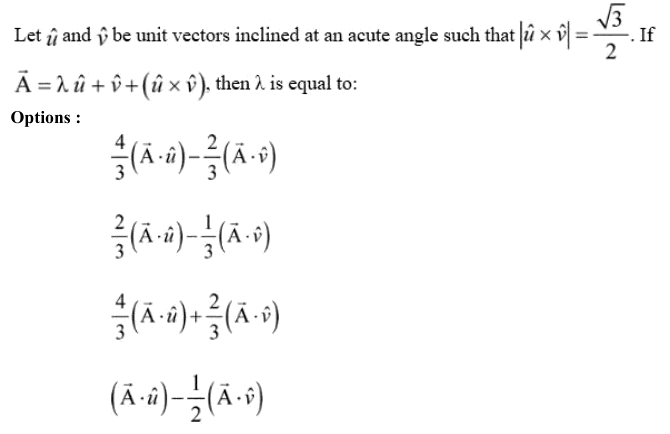 Let û and v̂ be unit vectors inclined at an acute angle such that |û × v̂| = √3/2. If
A⃗ = λ û + v̂ + (û × v̂), then λ is equal to:
Options :
4/3 (A⃗ · û) − 2/3 (A⃗ · v̂)
2/3 (A⃗ · û) − 1/3 (A⃗ · v̂)
4/3 (A⃗ · û) + 2/3 (A⃗ · v̂)
(A⃗ · û) − 1/2 (A⃗ · v̂)